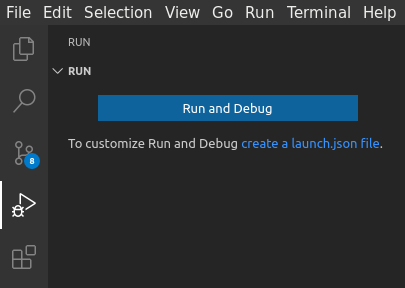 File Edit Selection View Go Run Terminal Help
RUN
RUN
Run and Debug
To customize Run and Debug create a launch.json file.
8